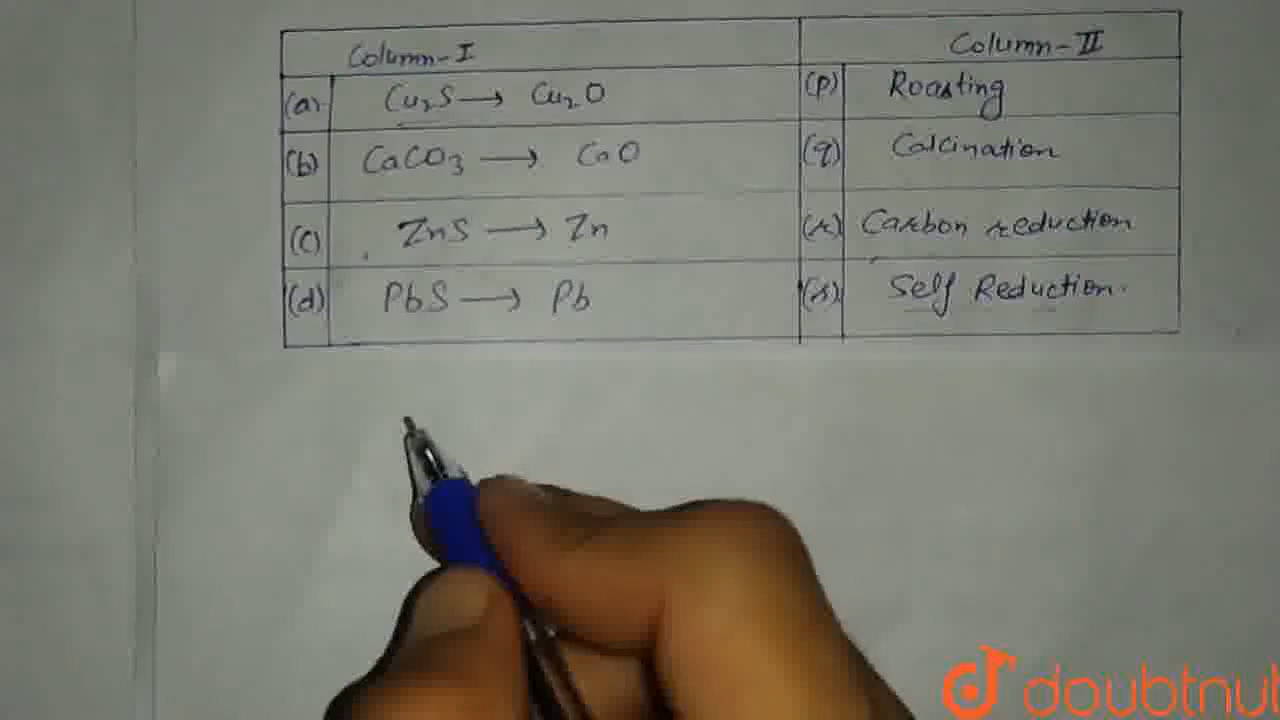 Column-I Column-II
(a) Cu2S → Cu2O (p) Roasting
(b) CaCO3 → CaO (q) Calcination
(c) ZnS → Zn (r) Carbon reduction
(d) PbS → Pb (s) Self Reduction.
doubtnut